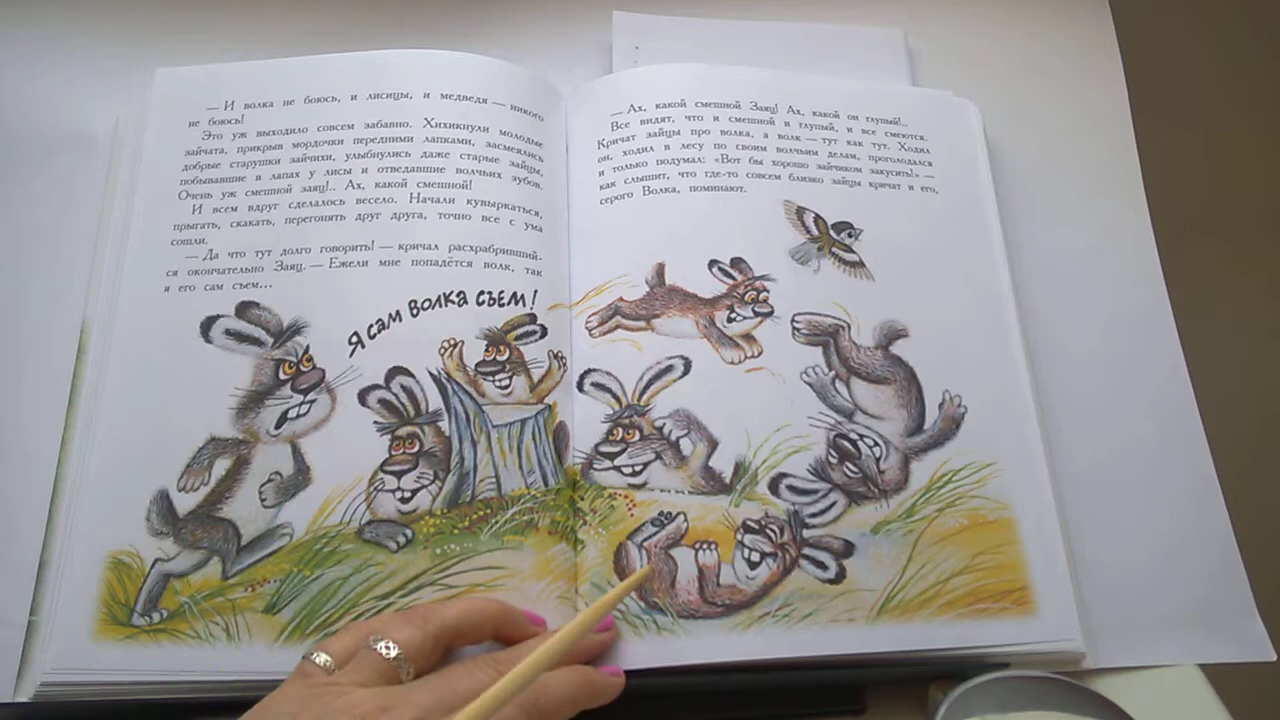 — И волка не боюсь, и лисицы, и медведя — никого
не боюсь!
Это уж выходило совсем забавно. Хихикнули молодые
зайчата, прикрыв мордочки передними лапками, засмеялись
добрые старушки зайчихи, улыбнулись даже старые зайцы,
побывавшие в лапах у лисы и отведавшие волчьих зубов.
Очень уж смешной заяц!.. Ах, какой смешной!
И всем вдруг сделалось весело. Начали кувыркаться,
прыгать, скакать, перегонять друг друга, точно все с ума
сошли.
— Да что тут долго говорить! — кричал расхрабривший-
ся окончательно Заяц. — Ежели мне попадётся волк, так
я его сам съем...
Я САМ ВОЛКА СЪЕМ!
— Ах, какой смешной Заяц! Ах, какой он глупый!..
Все видят, что и смешной и глупый, и все смеются.
Кричат зайцы про волка, а волк — тут как тут. Ходил
он, ходил в лесу по своим волчьим делам, проголодался
и только подумал: «Вот бы хорошо зайчиком закусить!» —
как слышит, что где-то совсем близко зайцы кричат и его,
серого Волка, поминают.